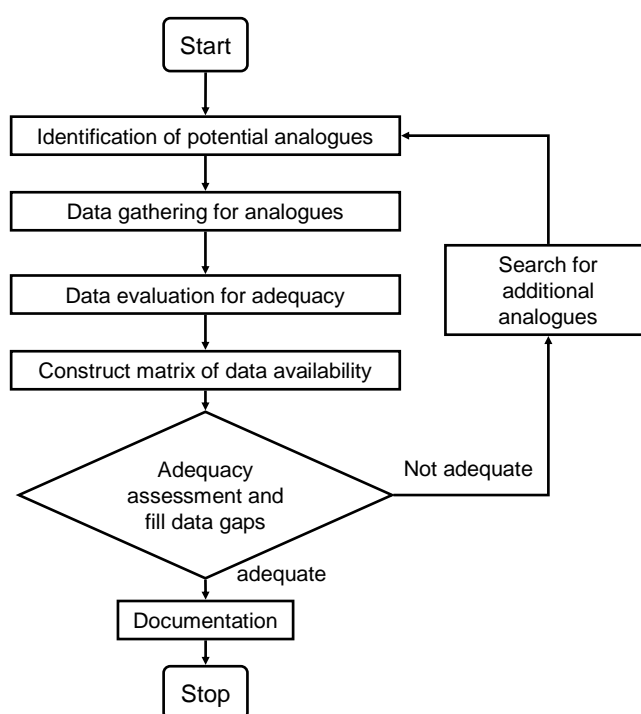 Start
Identification of potential analogues
Data gathering for analogues
Data evaluation for adequacy
Search for
additional
analogues
Construct matrix of data availability
Adequacy
assessment and
fill data gaps
Not adequate
adequate
Documentation
Stop